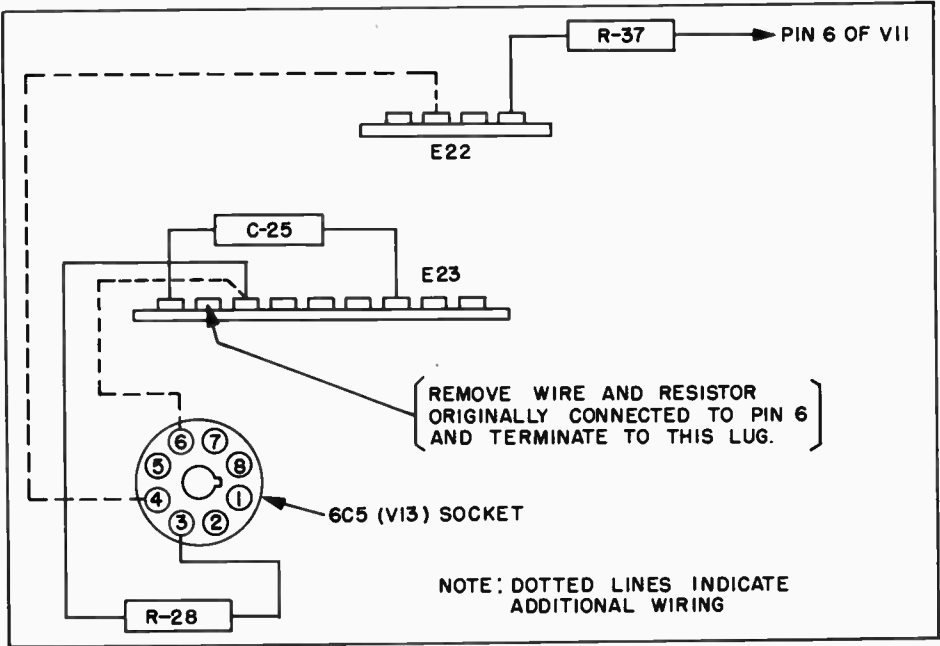 R-37
PIN 6 OF V11
E22
C-25
E23
REMOVE WIRE AND RESISTOR
ORIGINALLY CONNECTED TO PIN 6
AND TERMINATE TO THIS LUG.
6
7
5
8
4
1
3
2
6C5 (V13) SOCKET
R-28
NOTE: DOTTED LINES INDICATE
ADDITIONAL WIRING